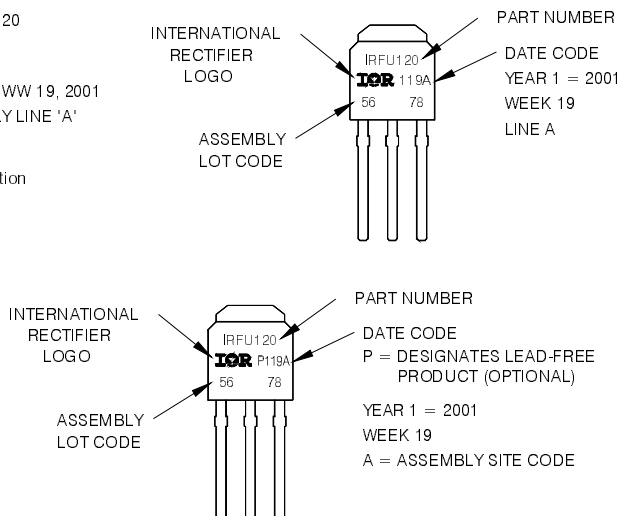 20
WW 19, 2001
Y LINE 'A'
tion
INTERNATIONAL
RECTIFIER
LOGO
ASSEMBLY
LOT CODE
IRFU120
IOR 119A
56 78
PART NUMBER
DATE CODE
YEAR 1 = 2001
WEEK 19
LINE A
INTERNATIONAL
RECTIFIER
LOGO
ASSEMBLY
LOT CODE
IRFU120
IOR P119A
56 78
PART NUMBER
DATE CODE
P = DESIGNATES LEAD-FREE
PRODUCT (OPTIONAL)
YEAR 1 = 2001
WEEK 19
A = ASSEMBLY SITE CODE